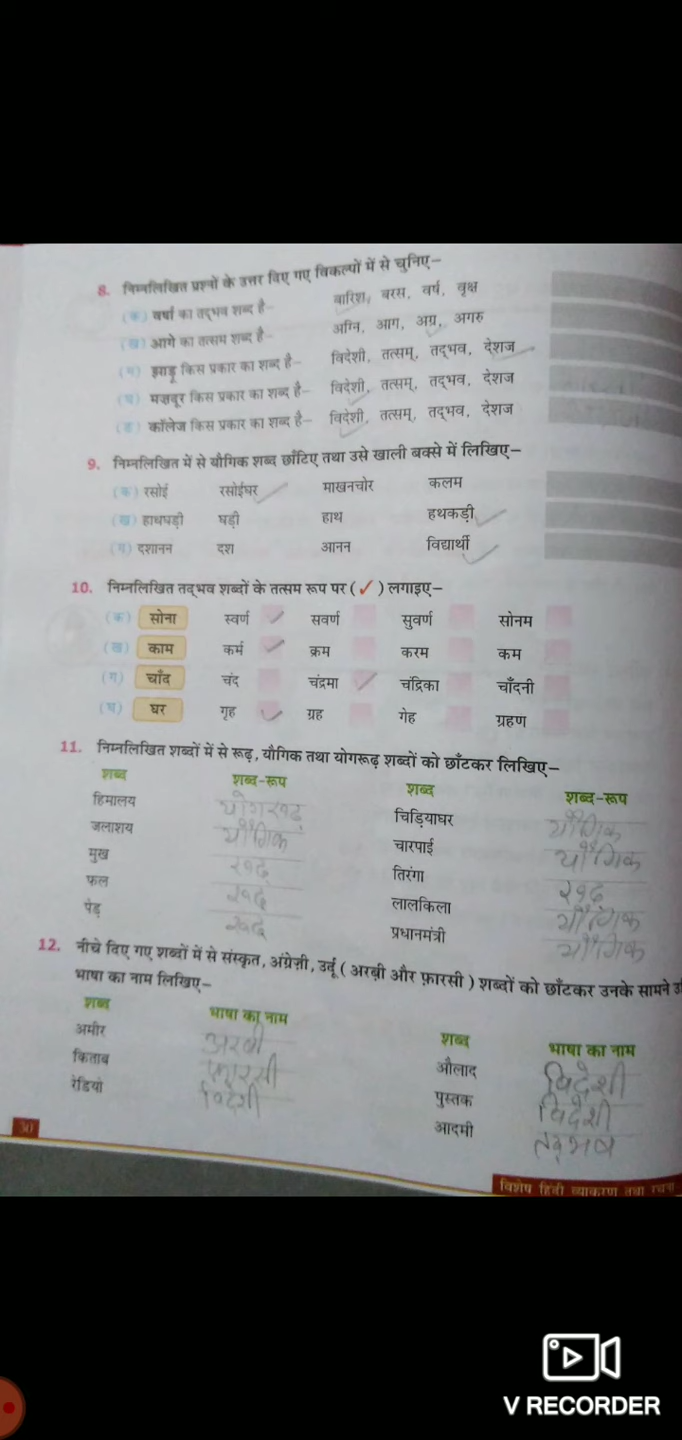 8. निम्नलिखित प्रश्नों के उत्तर दिए गए विकल्पों में से चुनिए–
(क) वर्षा का तद्भव शब्द है– बारिश, बरस, वर्ष, वृक्ष
(ख) आगे का तत्सम शब्द है– अग्नि, आग, अग्र, अगरु
(ग) झाड़ू किस प्रकार का शब्द है– विदेशी, तत्सम्, तद्भव, देशज
(घ) मज़दूर किस प्रकार का शब्द है– विदेशी, तत्सम्, तद्भव, देशज
(ङ) कॉलेज किस प्रकार का शब्द है– विदेशी, तत्सम्, तद्भव, देशज
9. निम्नलिखित में से यौगिक शब्द छाँटिए तथा उसे खाली बक्से में लिखिए–
(क) रसोई रसोईघर माखनचोर कलम
(ख) हाथघड़ी घड़ी हाथ हथकड़ी
(ग) दशानन दश आनन विद्यार्थी
10. निम्नलिखित तद्भव शब्दों के तत्सम रूप पर (✓) लगाइए–
(क) सोना स्वर्ण ✓ सवर्ण सुवर्ण सोनम
(ख) काम कर्म ✓ क्रम करम कम
(ग) चाँद चंद चंद्रमा ✓ चंद्रिका चाँदनी
(घ) घर गृह ✓ ग्रह गेह ग्रहण
11. निम्नलिखित शब्दों में से रूढ़, यौगिक तथा योगरूढ़ शब्दों को छाँटकर लिखिए–
शब्द शब्द-रूप शब्द शब्द-रूप
हिमालय योगरूढ़ चिड़ियाघर यौगिक
जलाशय यौगिक चारपाई यौगिक
मुख रूढ़ तिरंगा रूढ़
फल रूढ़ लालकिला यौगिक
पेड़ रूढ़ प्रधानमंत्री यौगिक
12. नीचे दिए गए शब्दों में से संस्कृत, अंग्रेज़ी, उर्दू (अरबी और फ़ारसी) शब्दों को छाँटकर उनके सामने
भाषा का नाम लिखिए–
शब्द भाषा का नाम शब्द भाषा का नाम
अमीर अरबी औलाद विदेशी
किताब फारसी पुस्तक विदेशी
रेडियो विदेशी आदमी तद्भव
30
विशेष हिंदी व्याकरण तथा रचना
V RECORDER